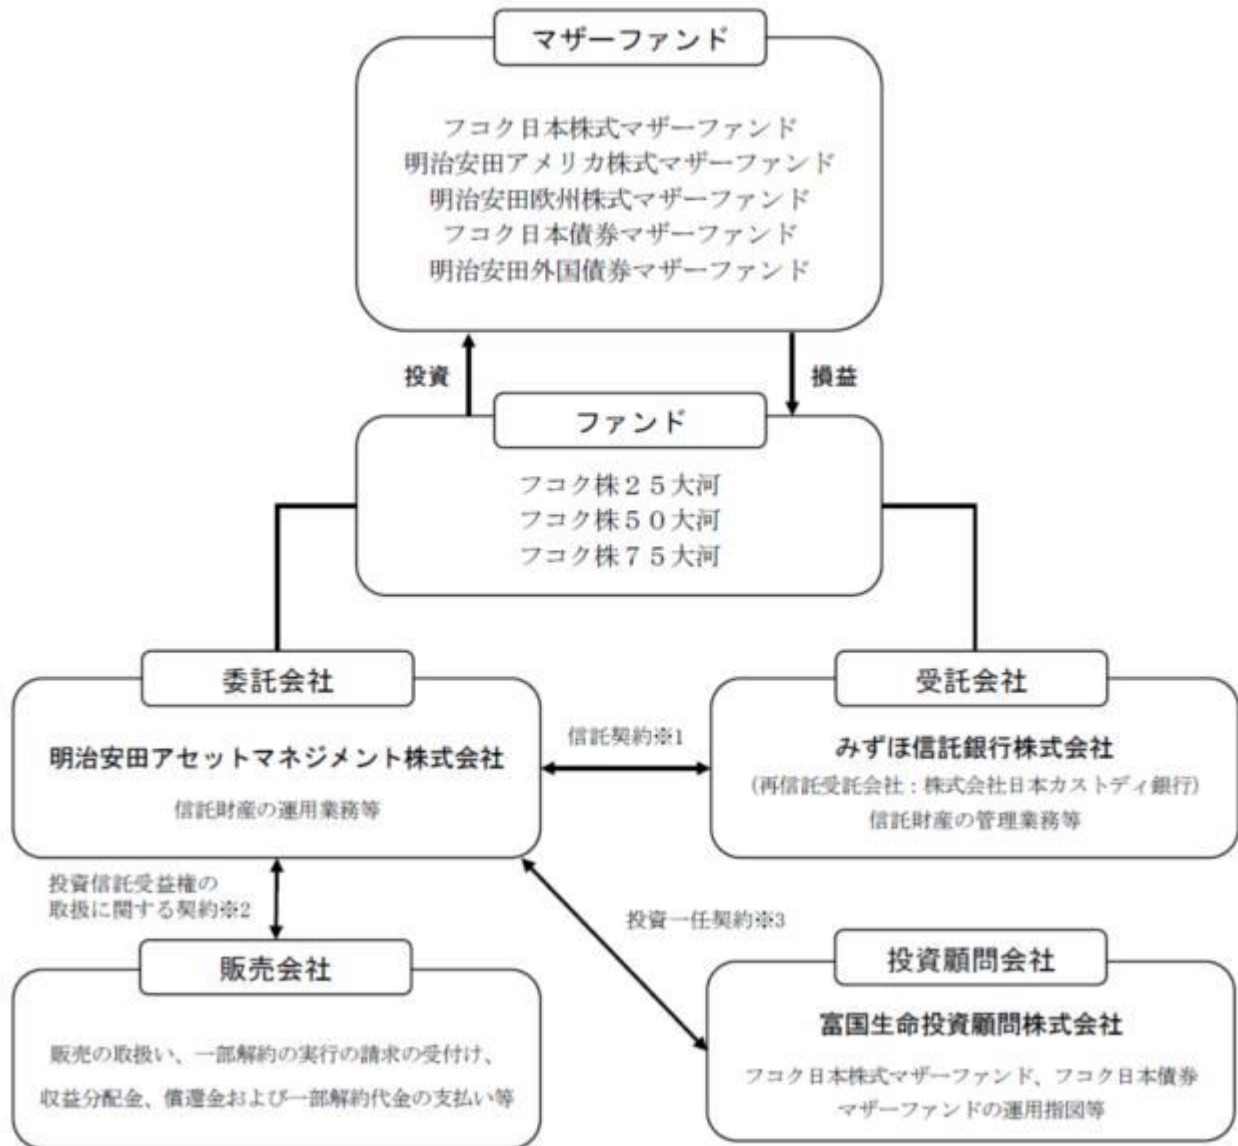 マザーファンド
フコク日本株式マザーファンド
明治安田アメリカ株式マザーファンド
明治安田欧州株式マザーファンド
フコク日本債券マザーファンド
明治安田外国債券マザーファンド
投資
損益
ファンド
フコク株２５大河
フコク株５０大河
フコク株７５大河
委託会社
明治安田アセットマネジメント株式会社
信託財産の運用業務等
信託契約※1
受託会社
みずほ信託銀行株式会社
（再信託受託会社：株式会社日本カストディ銀行）
信託財産の管理業務等
投資信託受益権の
取扱に関する契約※2
投資一任契約※3
販売会社
販売の取扱い、一部解約の実行の請求の受付け、
収益分配金、償還金および一部解約代金の支払い等
投資顧問会社
富国生命投資顧問株式会社
フコク日本株式マザーファンド、フコク日本債券
マザーファンドの運用指図等